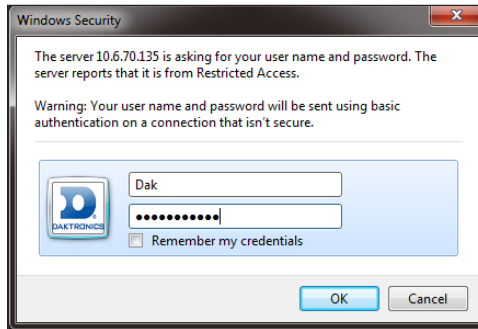 Windows Security
The server 10.6.70.135 is asking for your user name and password. The
server reports that it is from Restricted Access.
Warning: Your user name and password will be sent using basic
authentication on a connection that isn't secure.
Dak
DAKTRONICS
●●●●●●●●●●●
Remember my credentials
OK
Cancel